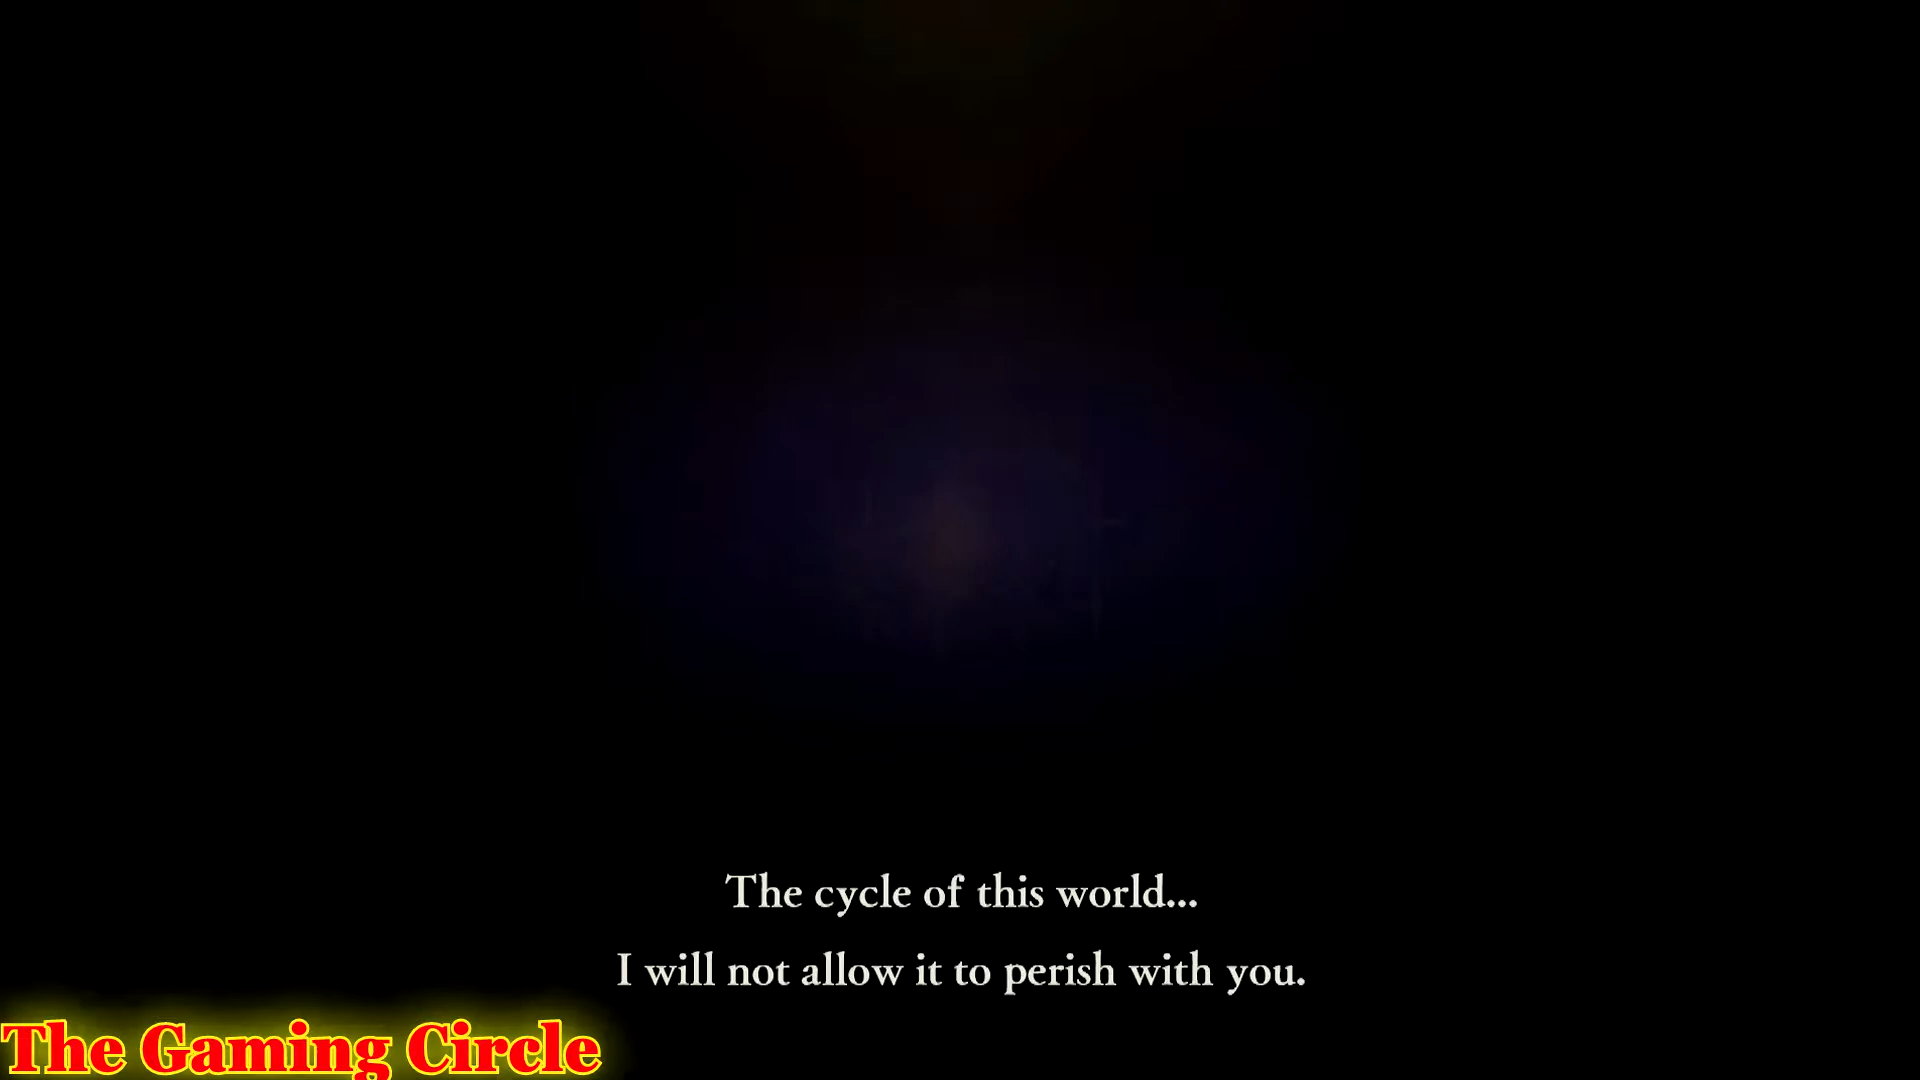 The cycle of this world...
I will not allow it to perish with you.
The Gaming Circle